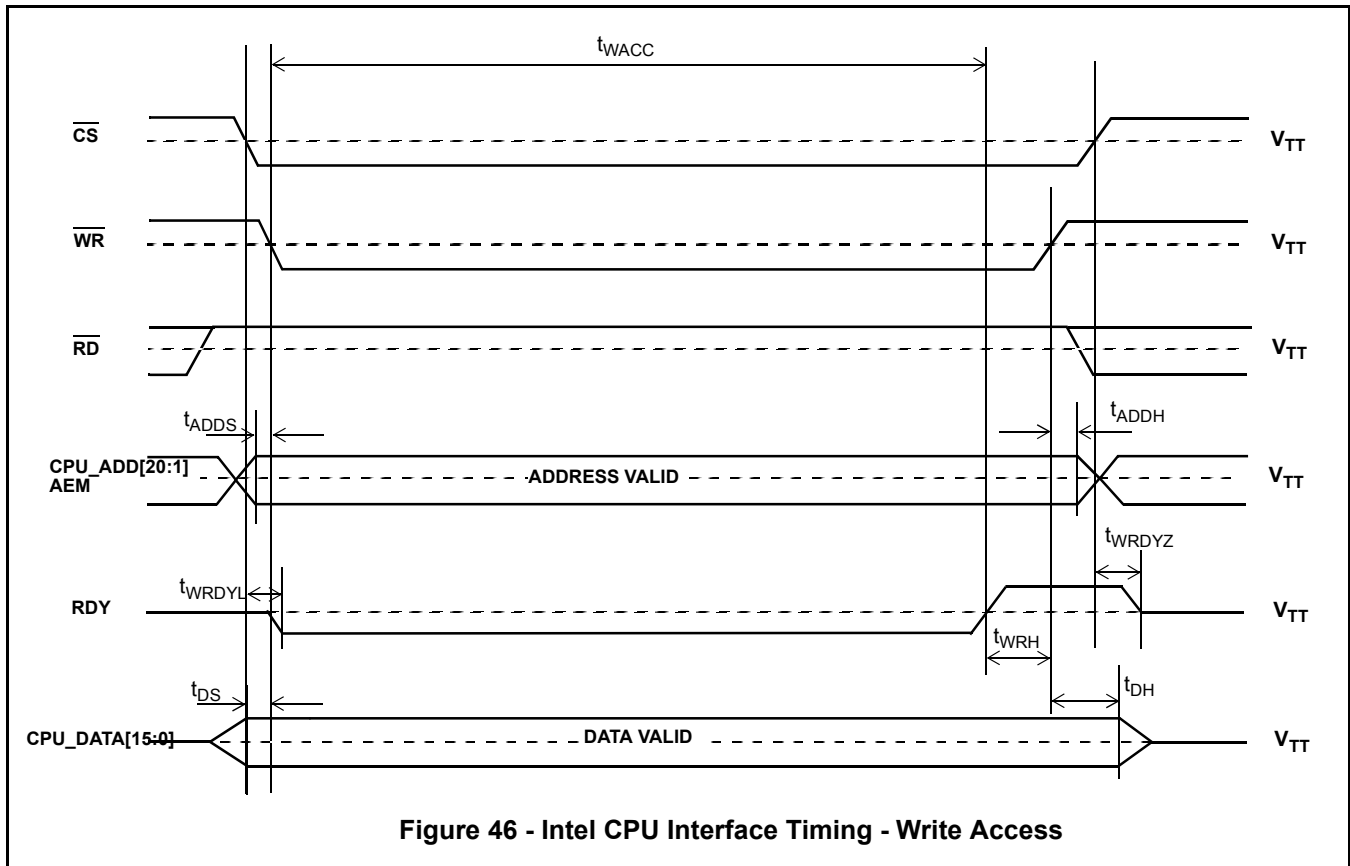 tWACC
CS
VTT
WR
VTT
RD
VTT
tADDS
tADDH
CPU_ADD[20:1]
AEM
ADDRESS VALID
VTT
tWRDYZ
tWRDYL
RDY
VTT
tWRH
tDS
tDH
CPU_DATA[15:0]
DATA VALID
VTT
Figure 46 - Intel CPU Interface Timing - Write Access